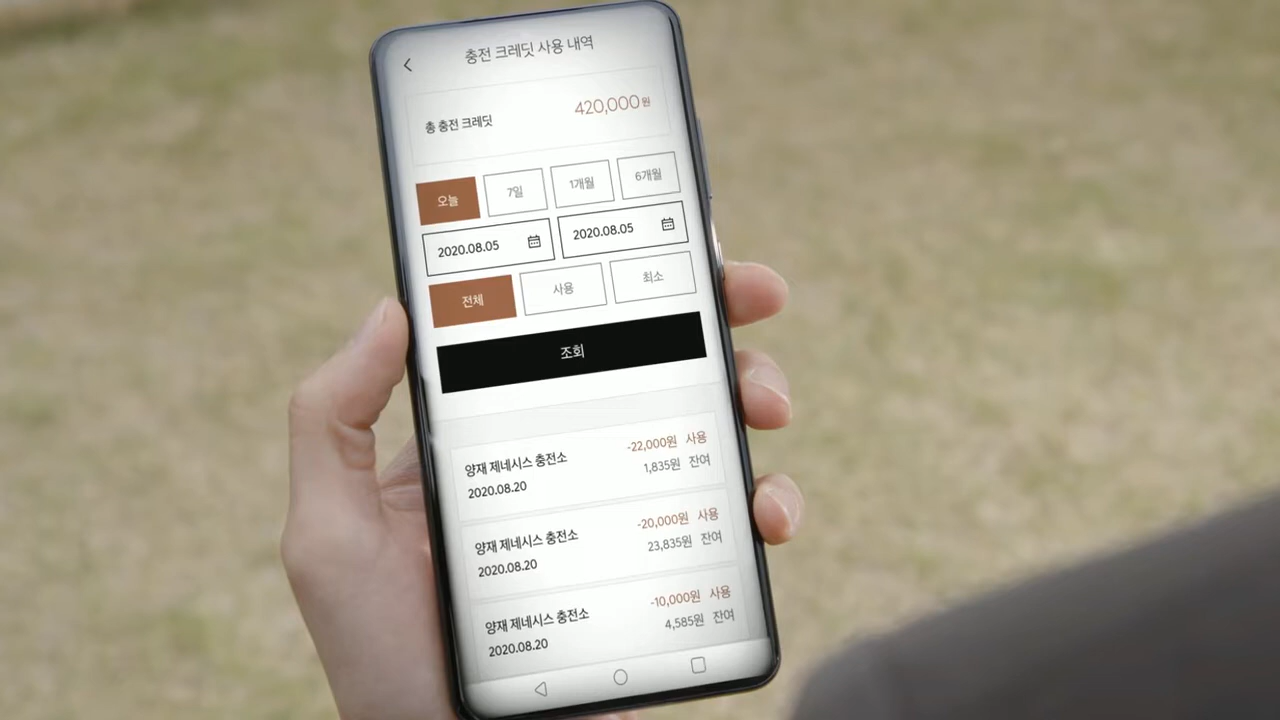 충전 크레딧 사용 내역
총 충전 크레딧 420,000원
오늘 7일 1개월 6개월
2020.08.05 2020.08.05
전체 사용 최소
조회
양재 제네시스 충전소 -22,000원 사용
2020.08.20 1,835원 잔여
양재 제네시스 충전소 -20,000원 사용
2020.08.20 23,835원 잔여
양재 제네시스 충전소 -10,000원 사용
2020.08.20 4,585원 잔여